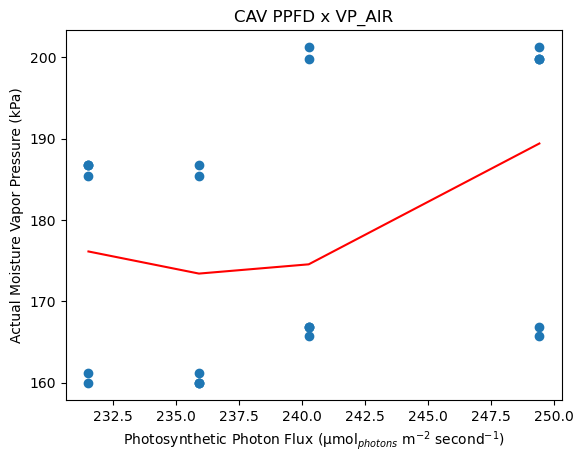 CAV PPFD x VP_AIR
Actual Moisture Vapor Pressure (kPa)
200
190
180
170
160
232.5 235.0 237.5 240.0 242.5 245.0 247.5 250.0
Photosynthetic Photon Flux (μmol_photons m⁻² second⁻¹)